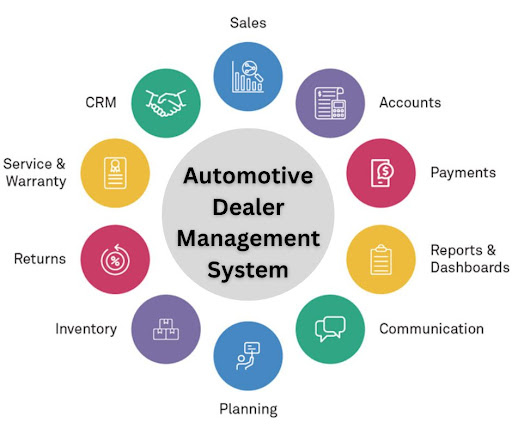 Sales
Accounts
Payments
Reports &
Dashboards
Communication
Planning
Inventory
Returns
Service &
Warranty
CRM
Automotive
Dealer
Management
System